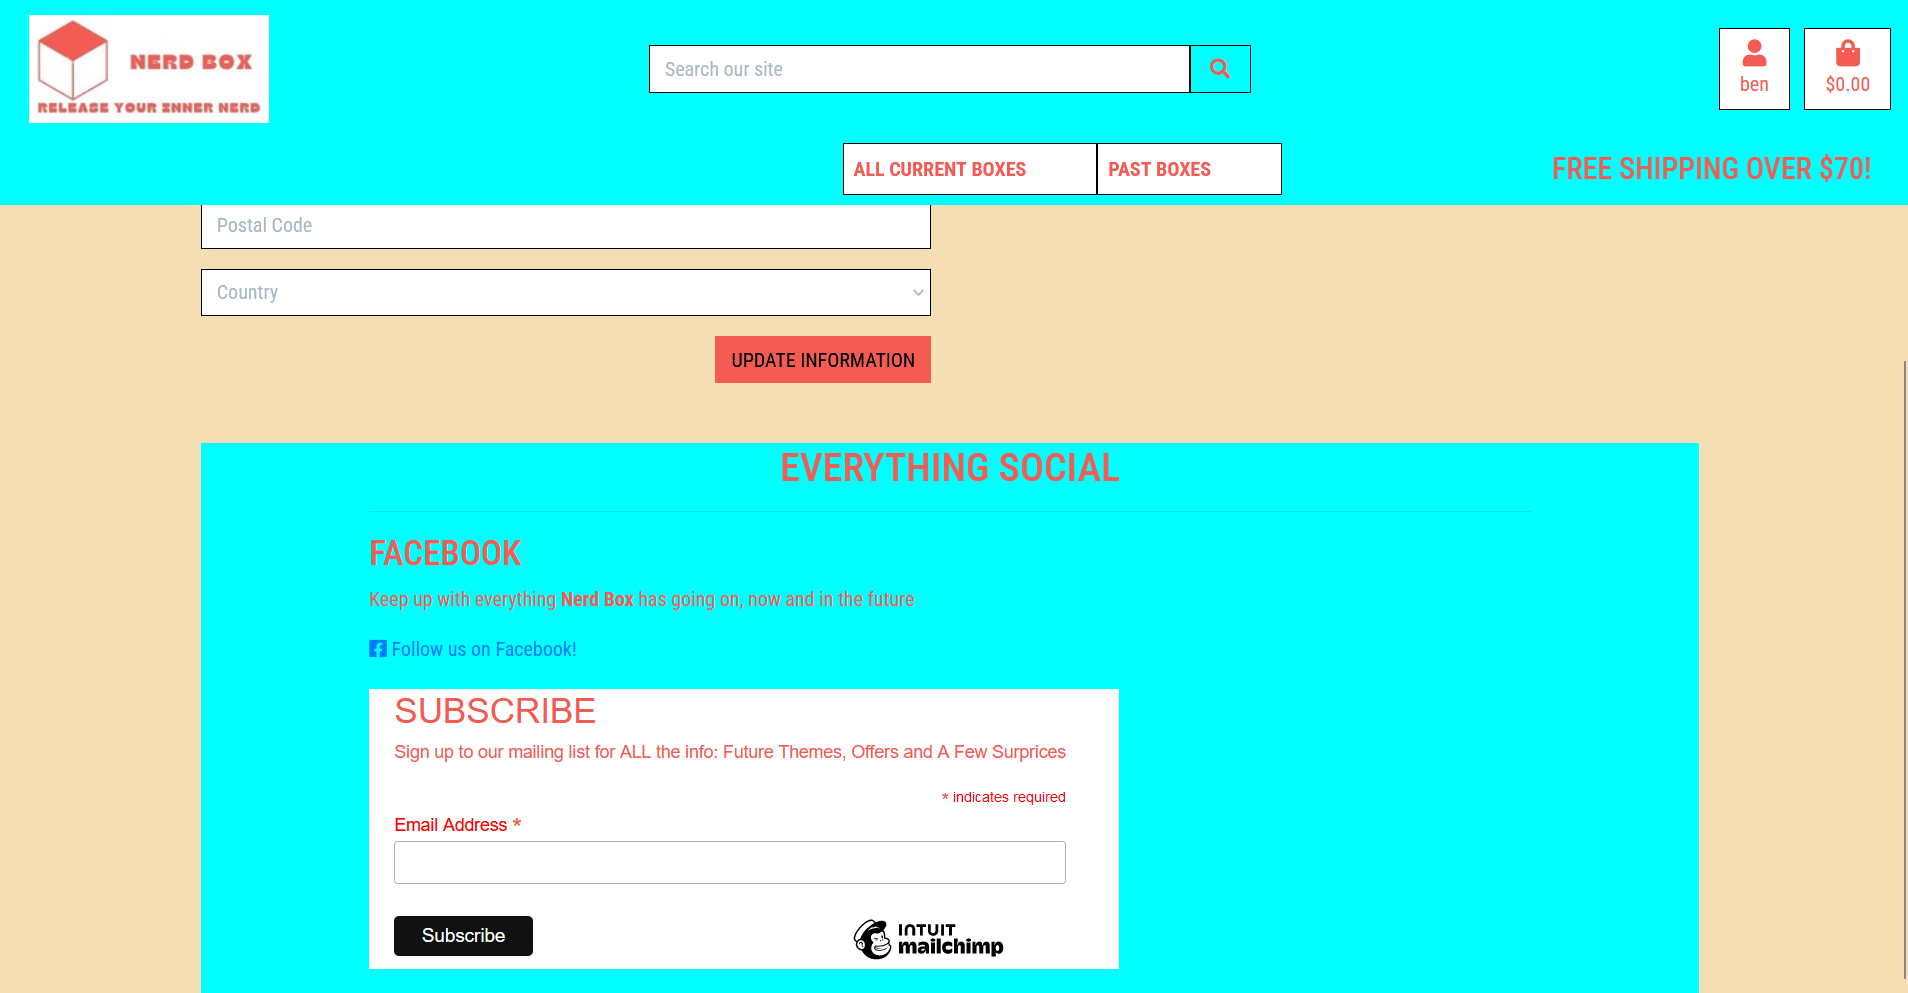 NERD BOX
RELEASE YOUR INNER NERD
Search our site
ben
$0.00
ALL CURRENT BOXES
PAST BOXES
FREE SHIPPING OVER $70!
Postal Code
Country
UPDATE INFORMATION
EVERYTHING SOCIAL
FACEBOOK
Keep up with everything Nerd Box has going on, now and in the future
Follow us on Facebook!
SUBSCRIBE
Sign up to our mailing list for ALL the info: Future Themes, Offers and A Few Surprices
* indicates required
Email Address *
Subscribe
INTUIT
mailchimp